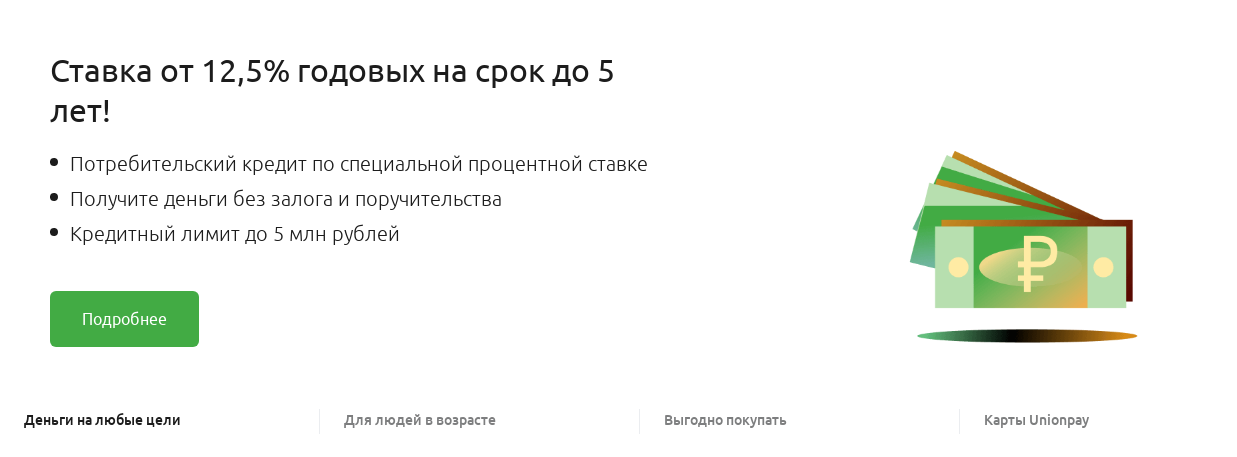 Ставка от 12,5% годовых на срок до 5
лет!
Потребительский кредит по специальной процентной ставке
Получите деньги без залога и поручительства
Кредитный лимит до 5 млн рублей
₽
Подробнее
Деньги на любые цели
Для людей в возрасте
Выгодно покупать
Карты Unionpay